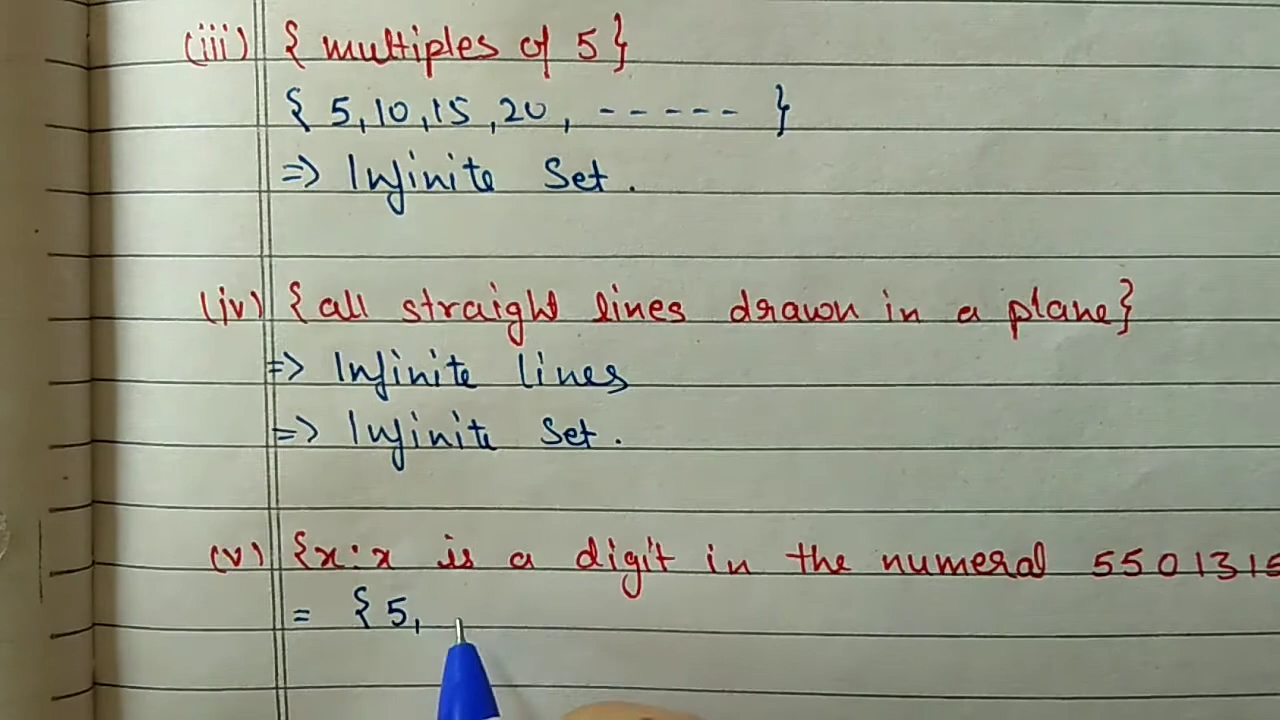 (iii) { multiples of 5 }
{ 5, 10, 15, 20, ----- }
=> Infinite Set.
(iv) {all straight lines drawn in a plane}
=> Infinite lines
=> Infinite Set.
(v) {x:x is a digit in the numeral 5501315
= { 5,